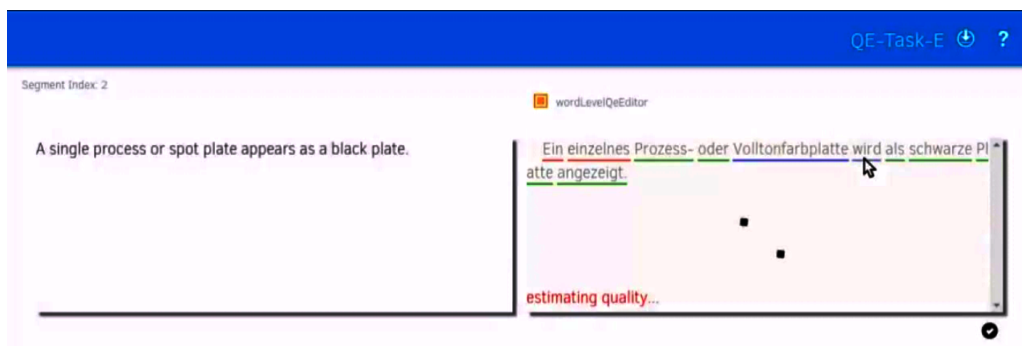 QE-Task-E ?
Segment Index: 2
wordLevelQeEditor
A single process or spot plate appears as a black plate.
Ein einzelnes Prozess- oder Volltonfarbplatte wird als schwarze Pl
atte angezeigt.
estimating quality...